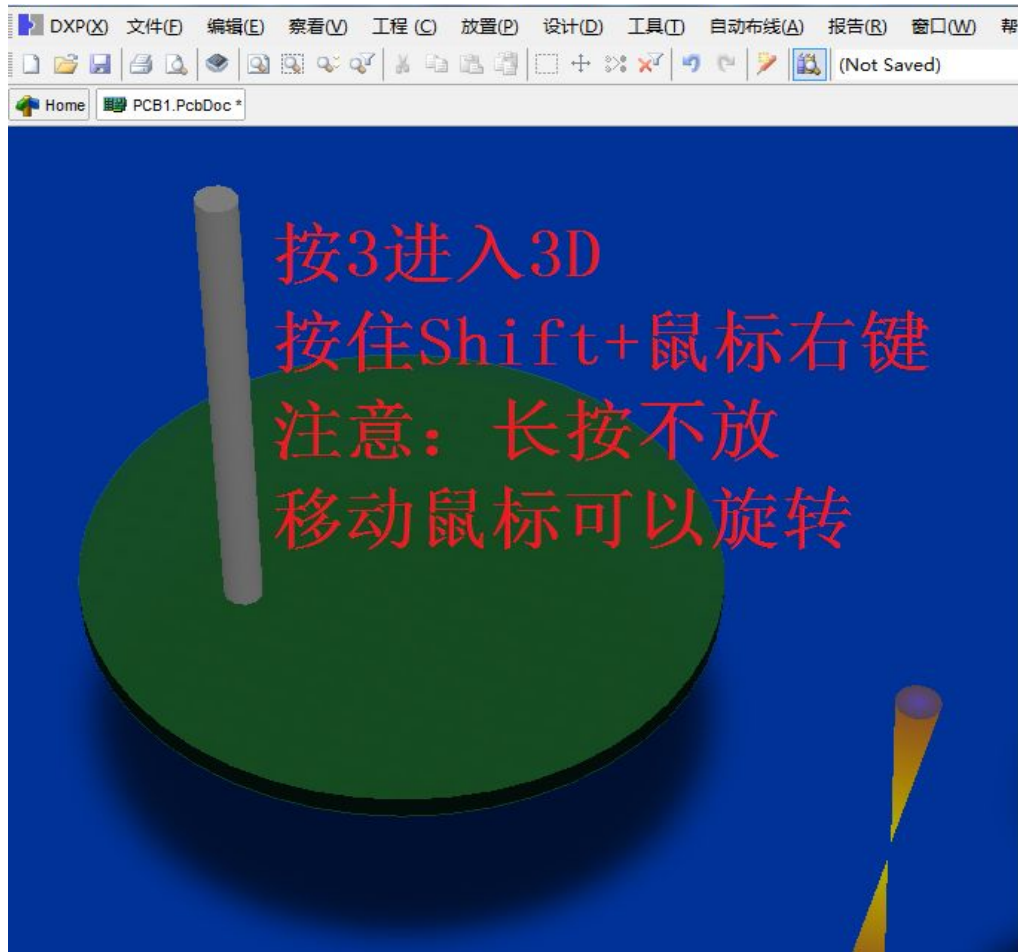 DXP(X) 文件(F) 编辑(E) 察看(V) 工程 (C) 放置(P) 设计(D) 工具(T) 自动布线(A) 报告(R) 窗口(W) 帮
(Not Saved)
Home PCB1.PcbDoc *
按3进入3D
按住Shift+鼠标右键
注意：长按不放
移动鼠标可以旋转